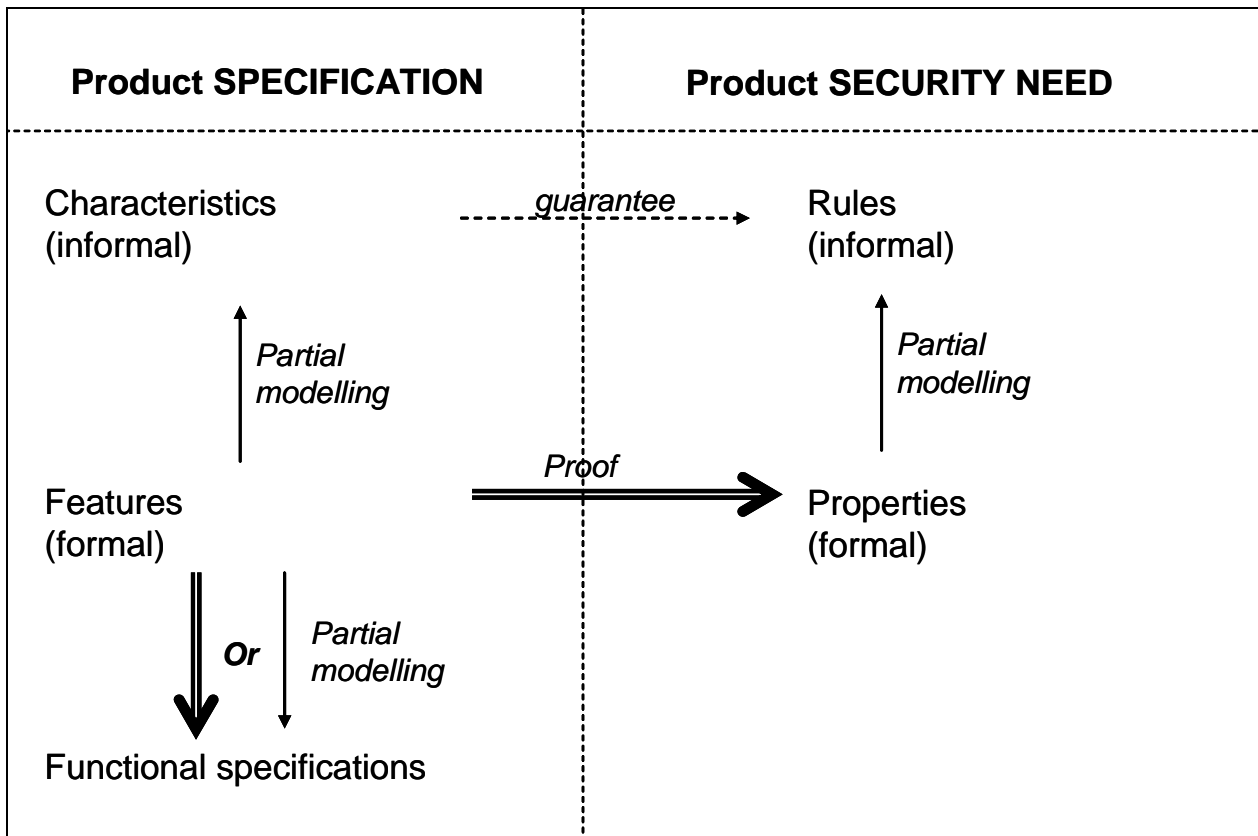 Product SPECIFICATION
Product SECURITY NEED
Characteristics
(informal)
guarantee
Rules
(informal)
Partial
modelling
Partial
modelling
Features
(formal)
Proof
Properties
(formal)
Or
Partial
modelling
Functional specifications